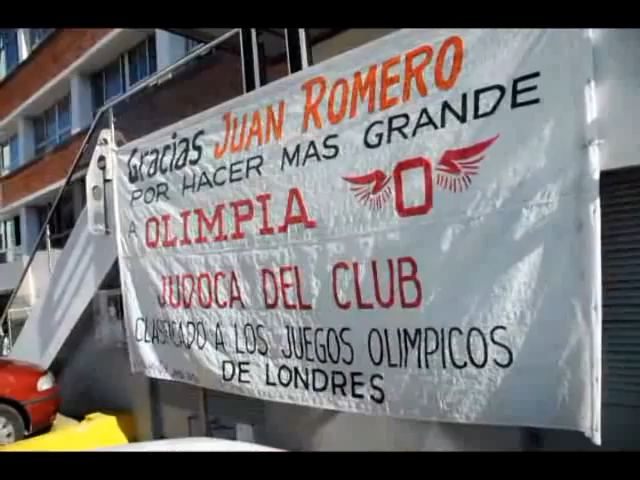 Gracias JUAN ROMERO
POR HACER MAS GRANDE
A OLIMPIA O
JUDOCA DEL CLUB
CLASIFICADO A LOS JUEGOS OLIMPICOS
DE LONDRES